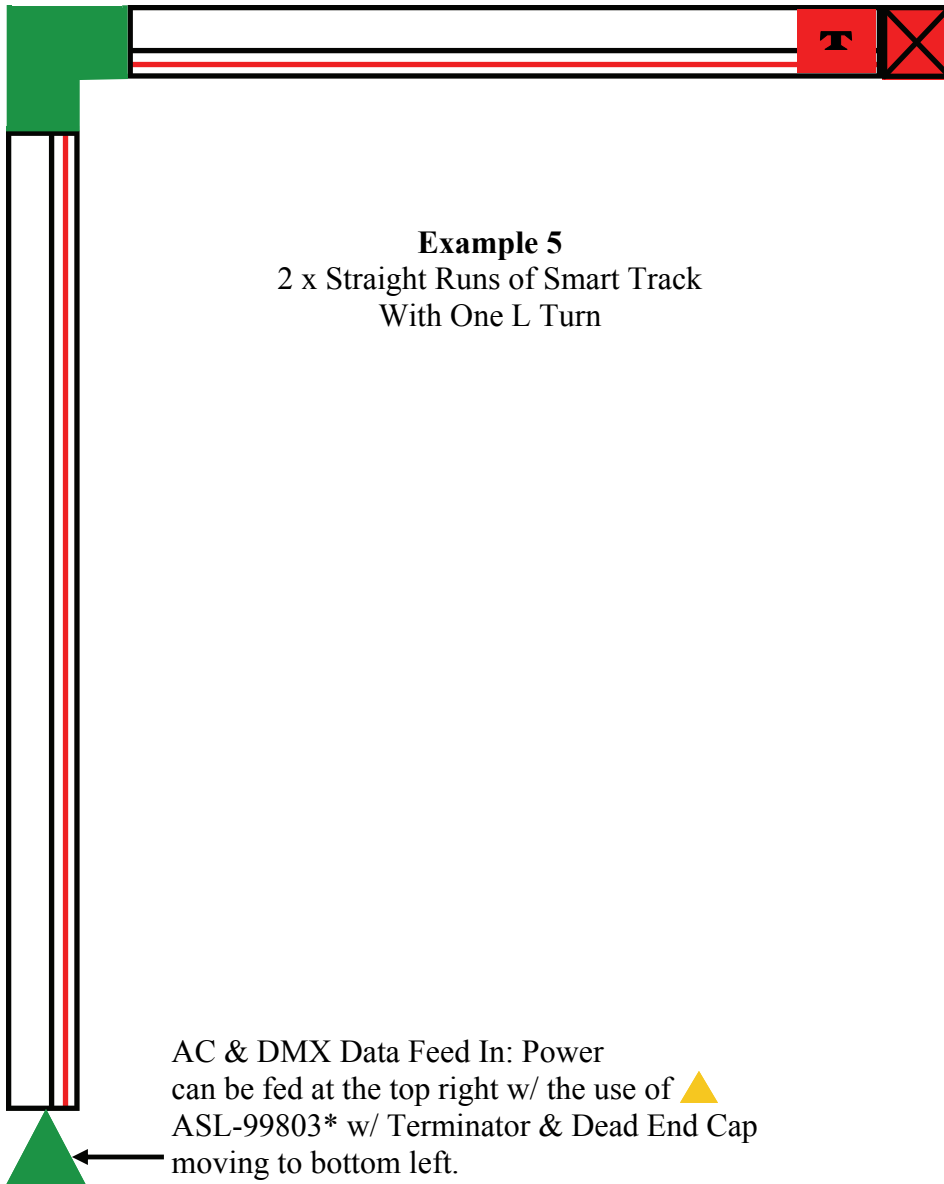 T
Example 5
2 x Straight Runs of Smart Track
With One L Turn
AC & DMX Data Feed In: Power
can be fed at the top right w/ the use of
ASL-99803* w/ Terminator & Dead End Cap
moving to bottom left.